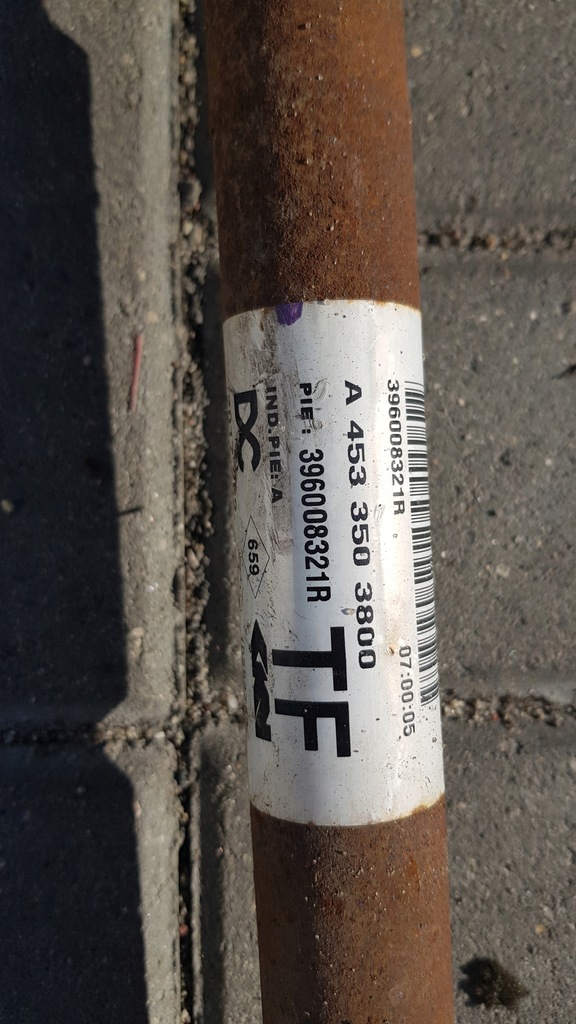 396008321R 07:00:05
A 453 350 3800
PIE: 396008321R
TF
IND.PIE: A
DC 659